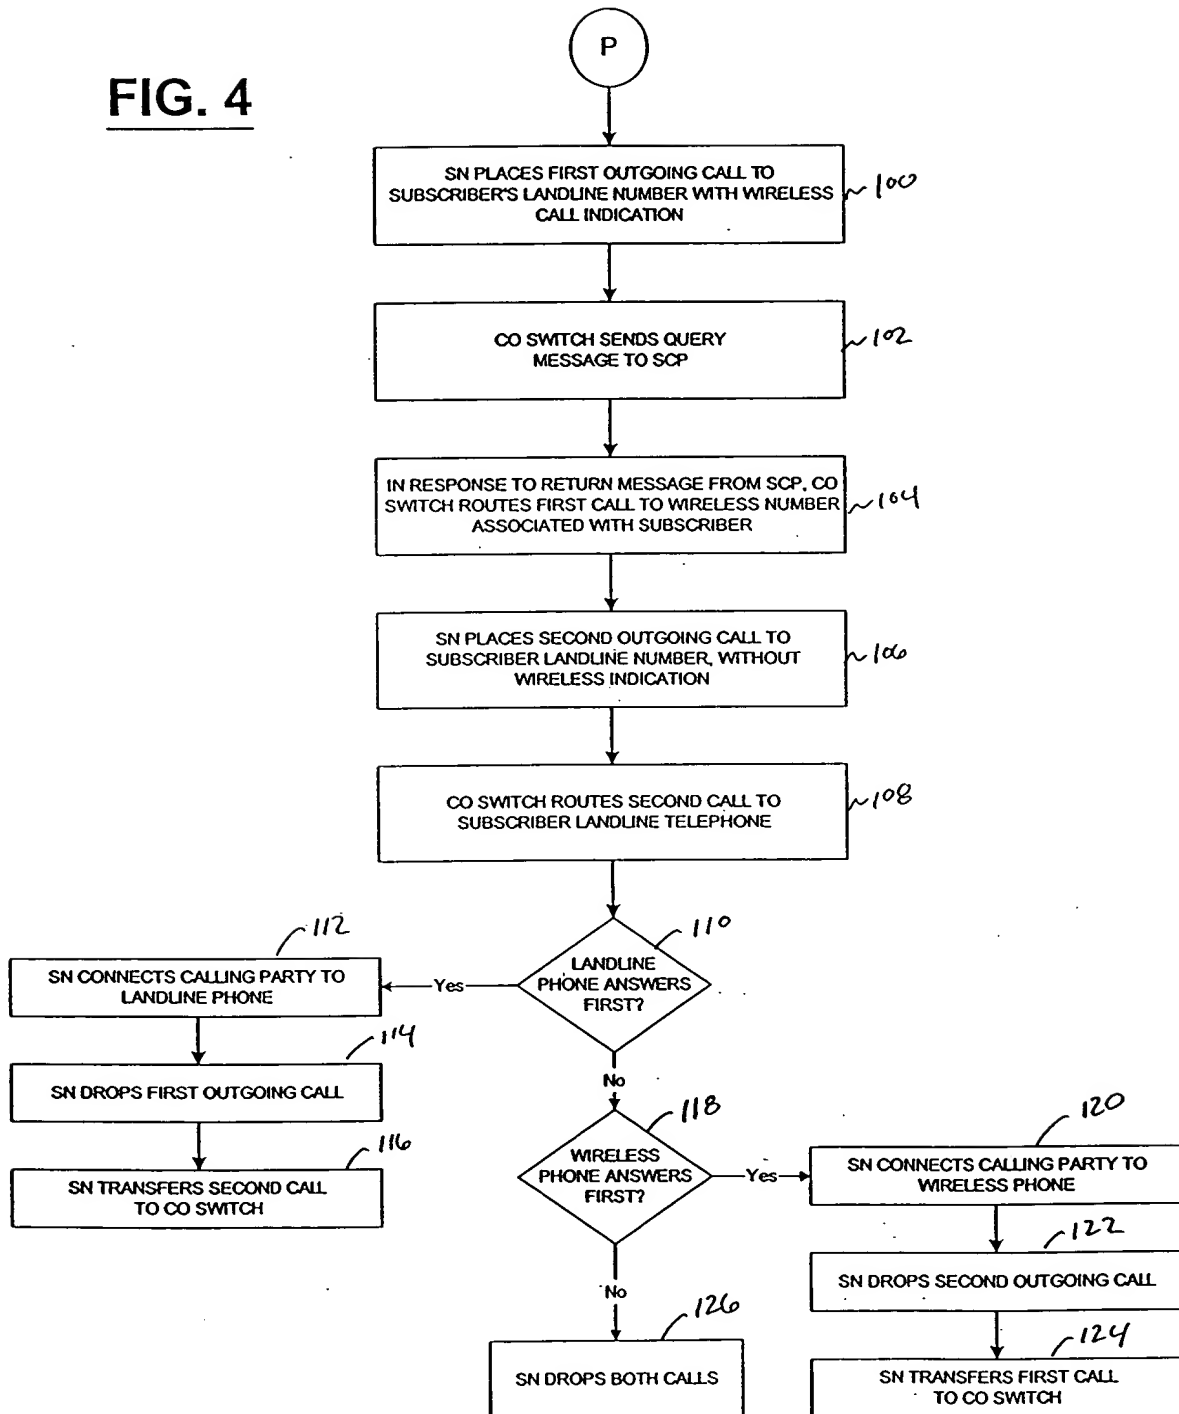 P
FIG. 4
SN PLACES FIRST OUTGOING CALL TO
SUBSCRIBER'S LANDLINE NUMBER WITH WIRELESS
CALL INDICATION
100
CO SWITCH SENDS QUERY
MESSAGE TO SCP
102
IN RESPONSE TO RETURN MESSAGE FROM SCP, CO
SWITCH ROUTES FIRST CALL TO WIRELESS NUMBER
ASSOCIATED WITH SUBSCRIBER
104
SN PLACES SECOND OUTGOING CALL TO
SUBSCRIBER LANDLINE NUMBER, WITHOUT
WIRELESS INDICATION
106
CO SWITCH ROUTES SECOND CALL TO
SUBSCRIBER LANDLINE TELEPHONE
108
110
LANDLINE
PHONE ANSWERS
FIRST?
Yes
112
SN CONNECTS CALLING PARTY TO
LANDLINE PHONE
114
SN DROPS FIRST OUTGOING CALL
116
SN TRANSFERS SECOND CALL
TO CO SWITCH
No
118
WIRELESS
PHONE ANSWERS
FIRST?
Yes
120
SN CONNECTS CALLING PARTY TO
WIRELESS PHONE
122
SN DROPS SECOND OUTGOING CALL
124
SN TRANSFERS FIRST CALL
TO CO SWITCH
No
126
SN DROPS BOTH CALLS